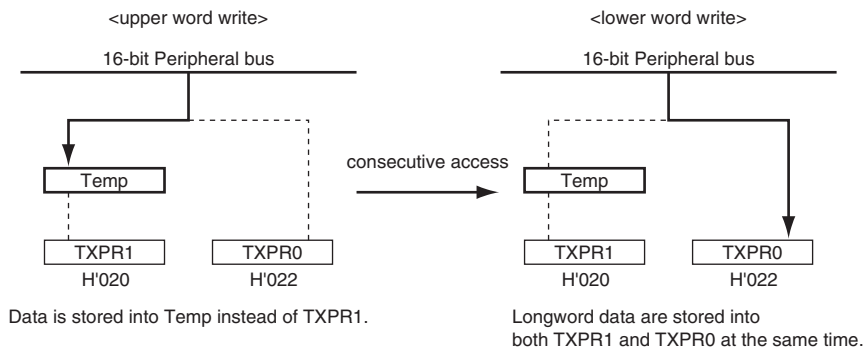 <upper word write>
16-bit Peripheral bus
Temp
TXPR1
H'020
TXPR0
H'022
Data is stored into Temp instead of TXPR1.
consecutive access
<lower word write>
16-bit Peripheral bus
Temp
TXPR1
H'020
TXPR0
H'022
Longword data are stored into
both TXPR1 and TXPR0 at the same time.